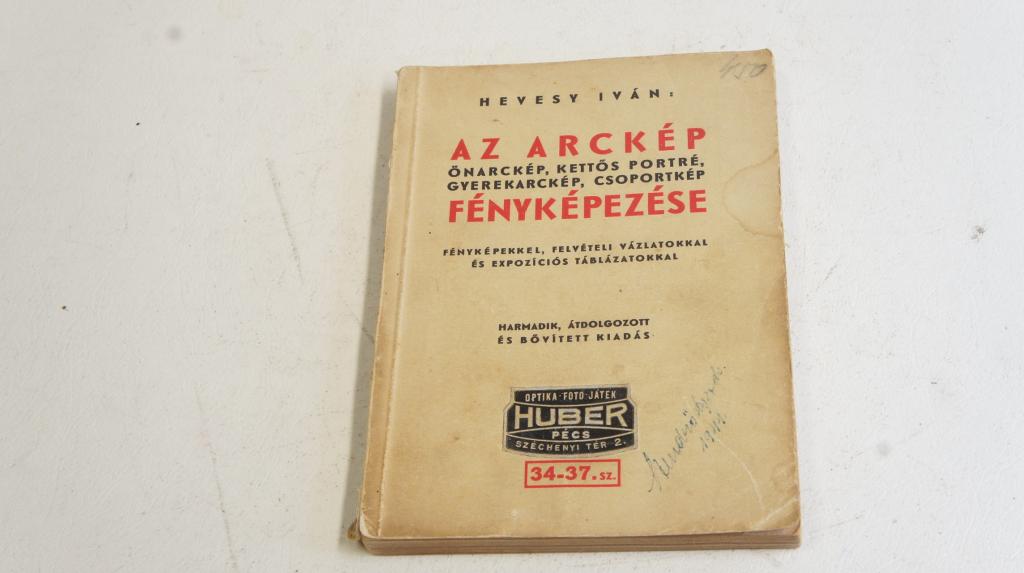 450
HEVESY IVÁN:
AZ ARCKÉP
ÖNARCKÉP, KETTŐS PORTRÉ,
GYEREKARCKÉP, CSOPORTKÉP
FÉNYKÉPEZÉSE
FÉNYKÉPEKKEL, FELVÉTELI VÁZLATOKKAL
ÉS EXPOZÍCIÓS TÁBLÁZATOKKAL
HARMADIK, ÁTDOLGOZOTT
ÉS BŐVÍTETT KIADÁS
OPTIKA-FOTO-JÁTÉK
HUBER
PÉCS
SZÉCHENYI TÉR 2.
34-37. SZ.